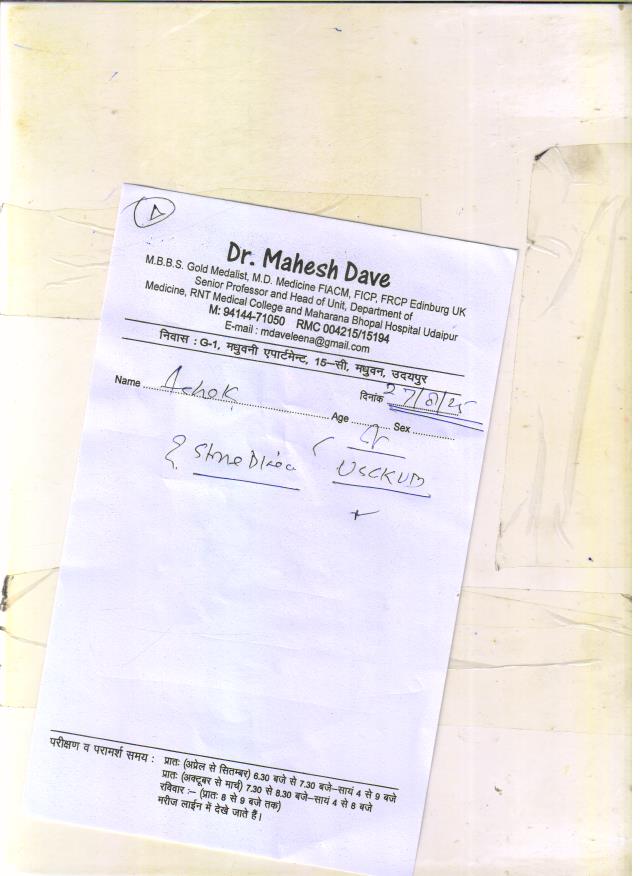 A
Dr. Mahesh Dave
M.B.B.S. Gold Medalist, M.D. Medicine FIACM, FICP, FRCP Edinburg UK
Senior Professor and Head of Unit, Department of
Medicine, RNT Medical College and Maharana Bhopal Hospital Udaipur
M: 94144-71050 RMC 004215/15194
E-mail : mdaveleena@gmail.com
निवास : G-1, मधुवनी एपार्टमेन्ट, 15–सी, मधुवन, उदयपुर
Name Ashok दिनांक 27/8/25
Age Sex
Stone
USG KUB
परीक्षण व परामर्श समय : प्रातः (अप्रेल से सितम्बर) 6.30 बजे से 7.30 बजे–सायं 4 से 9 बजे
प्रातः (अक्टूबर से मार्च) 7.30 से 8.30 बजे–सायं 4 से 8 बजे
रविवार :– (प्रातः 8 से 9 बजे तक)
मरीज लाईन में देखे जाते हैं।